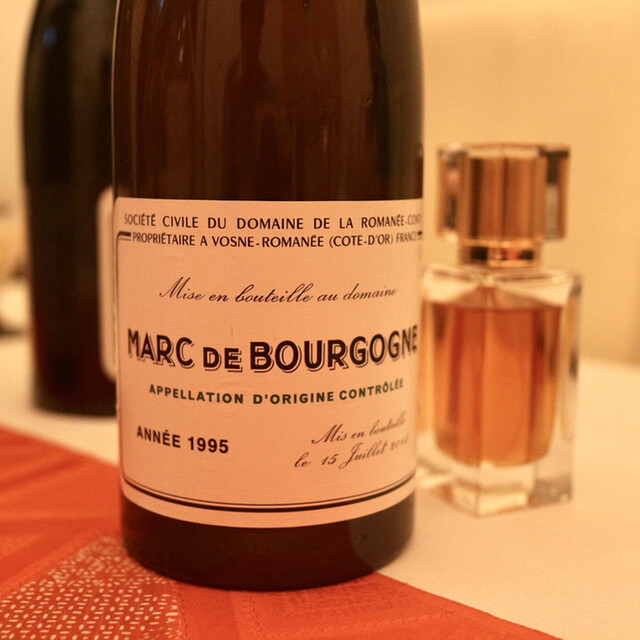 SOCIÉTÉ CIVILE DU DOMAINE DE LA ROMANÉE-CONTI
PROPRIÉTAIRE A VOSNE-ROMANÉE (COTE-D'OR) FRANCE
Mise en bouteille au domaine
MARC DE BOURGOGNE
APPELLATION D'ORIGINE CONTRÔLÉE
ANNÉE 1995
Mis en bouteille
le 15 Juillet